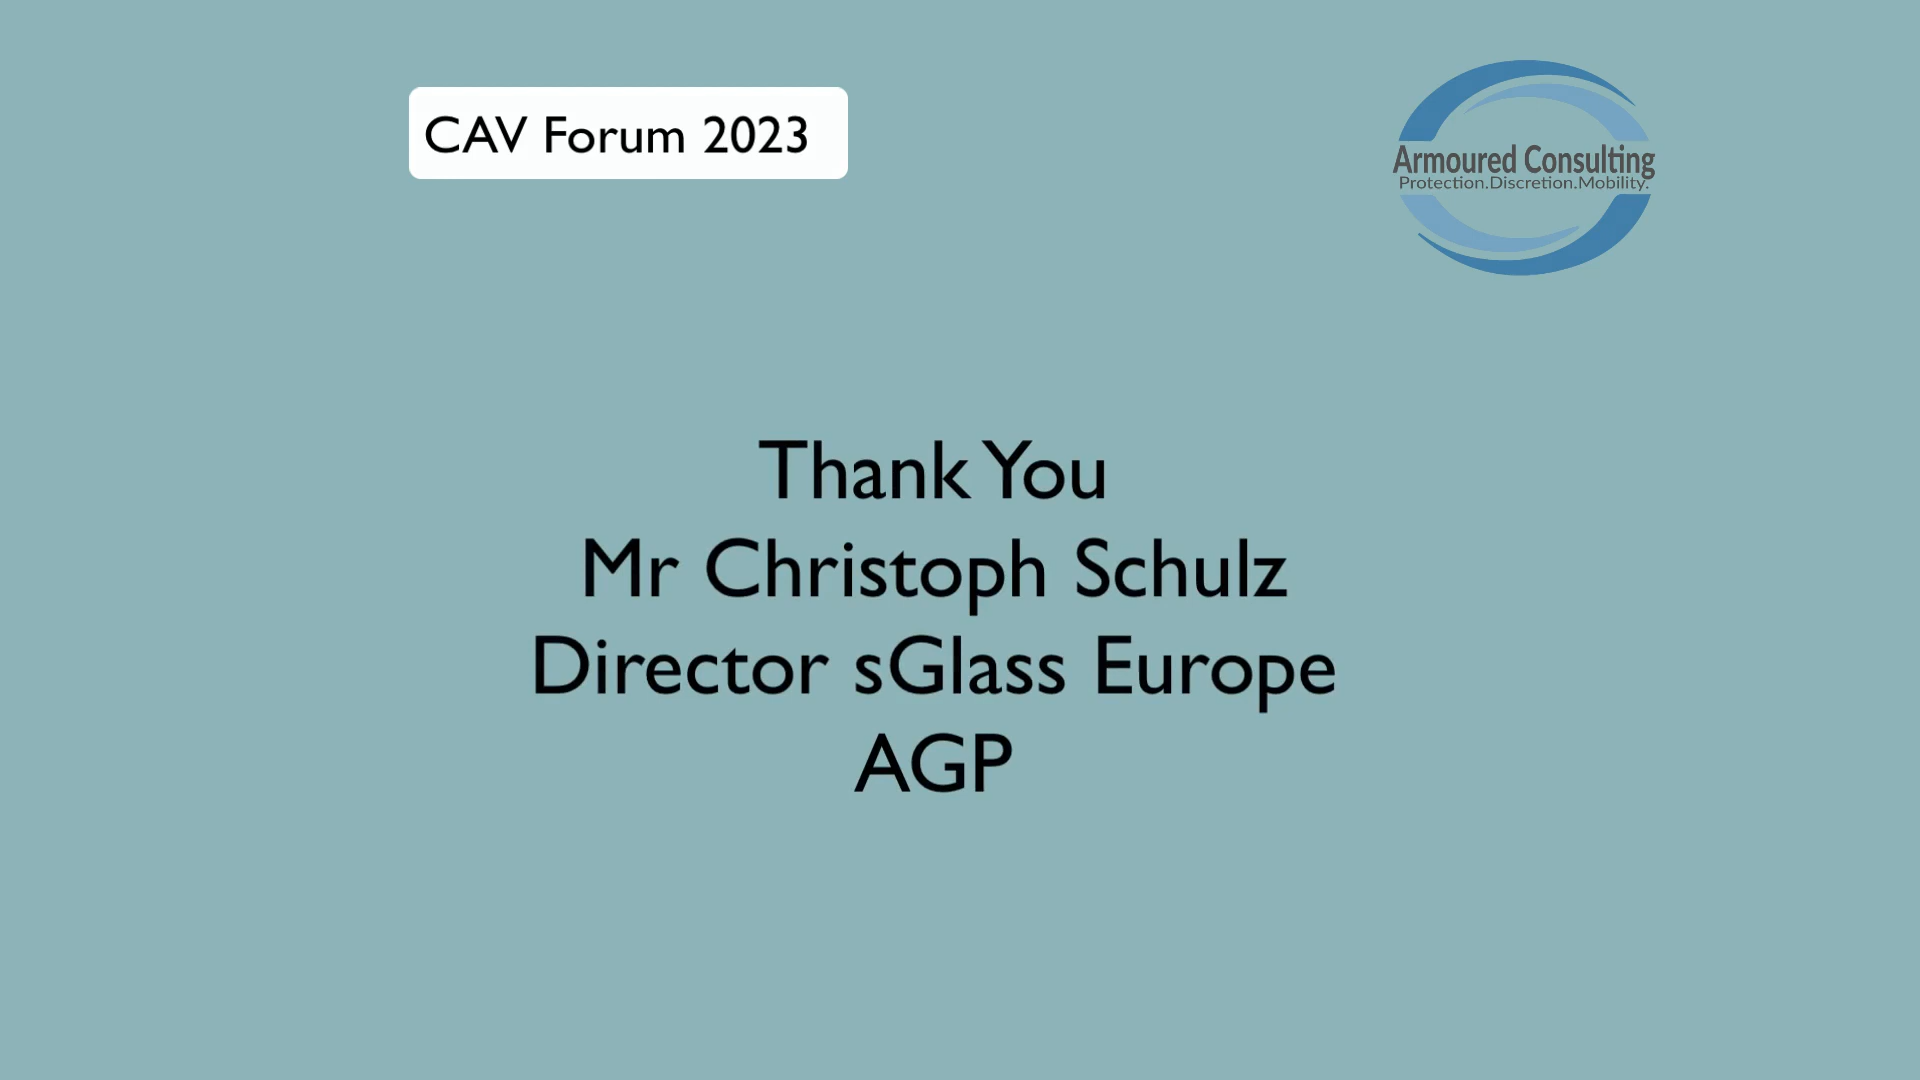 CAV Forum 2023
Armoured Consulting
Protection.Discretion.Mobility.
Thank You
Mr Christoph Schulz
Director sGlass Europe
AGP